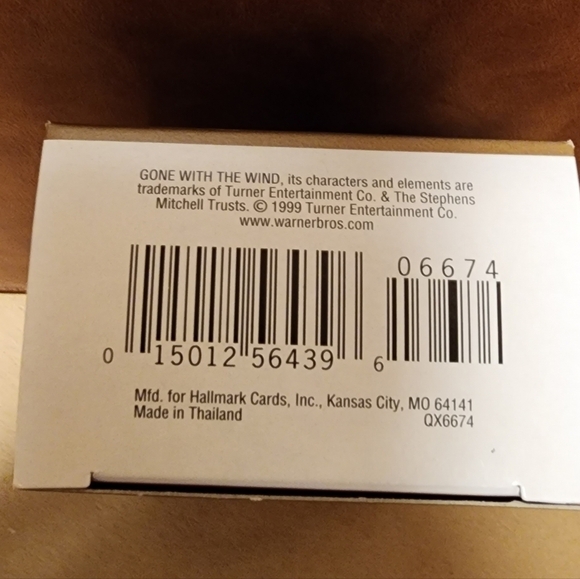 GONE WITH THE WIND, its characters and elements are
trademarks of Turner Entertainment Co. & The Stephens
Mitchell Trusts. © 1999 Turner Entertainment Co.
www.warnerbros.com
06674
0 15012 56439 6
Mfd. for Hallmark Cards, Inc., Kansas City, MO 64141
Made in Thailand QX6674